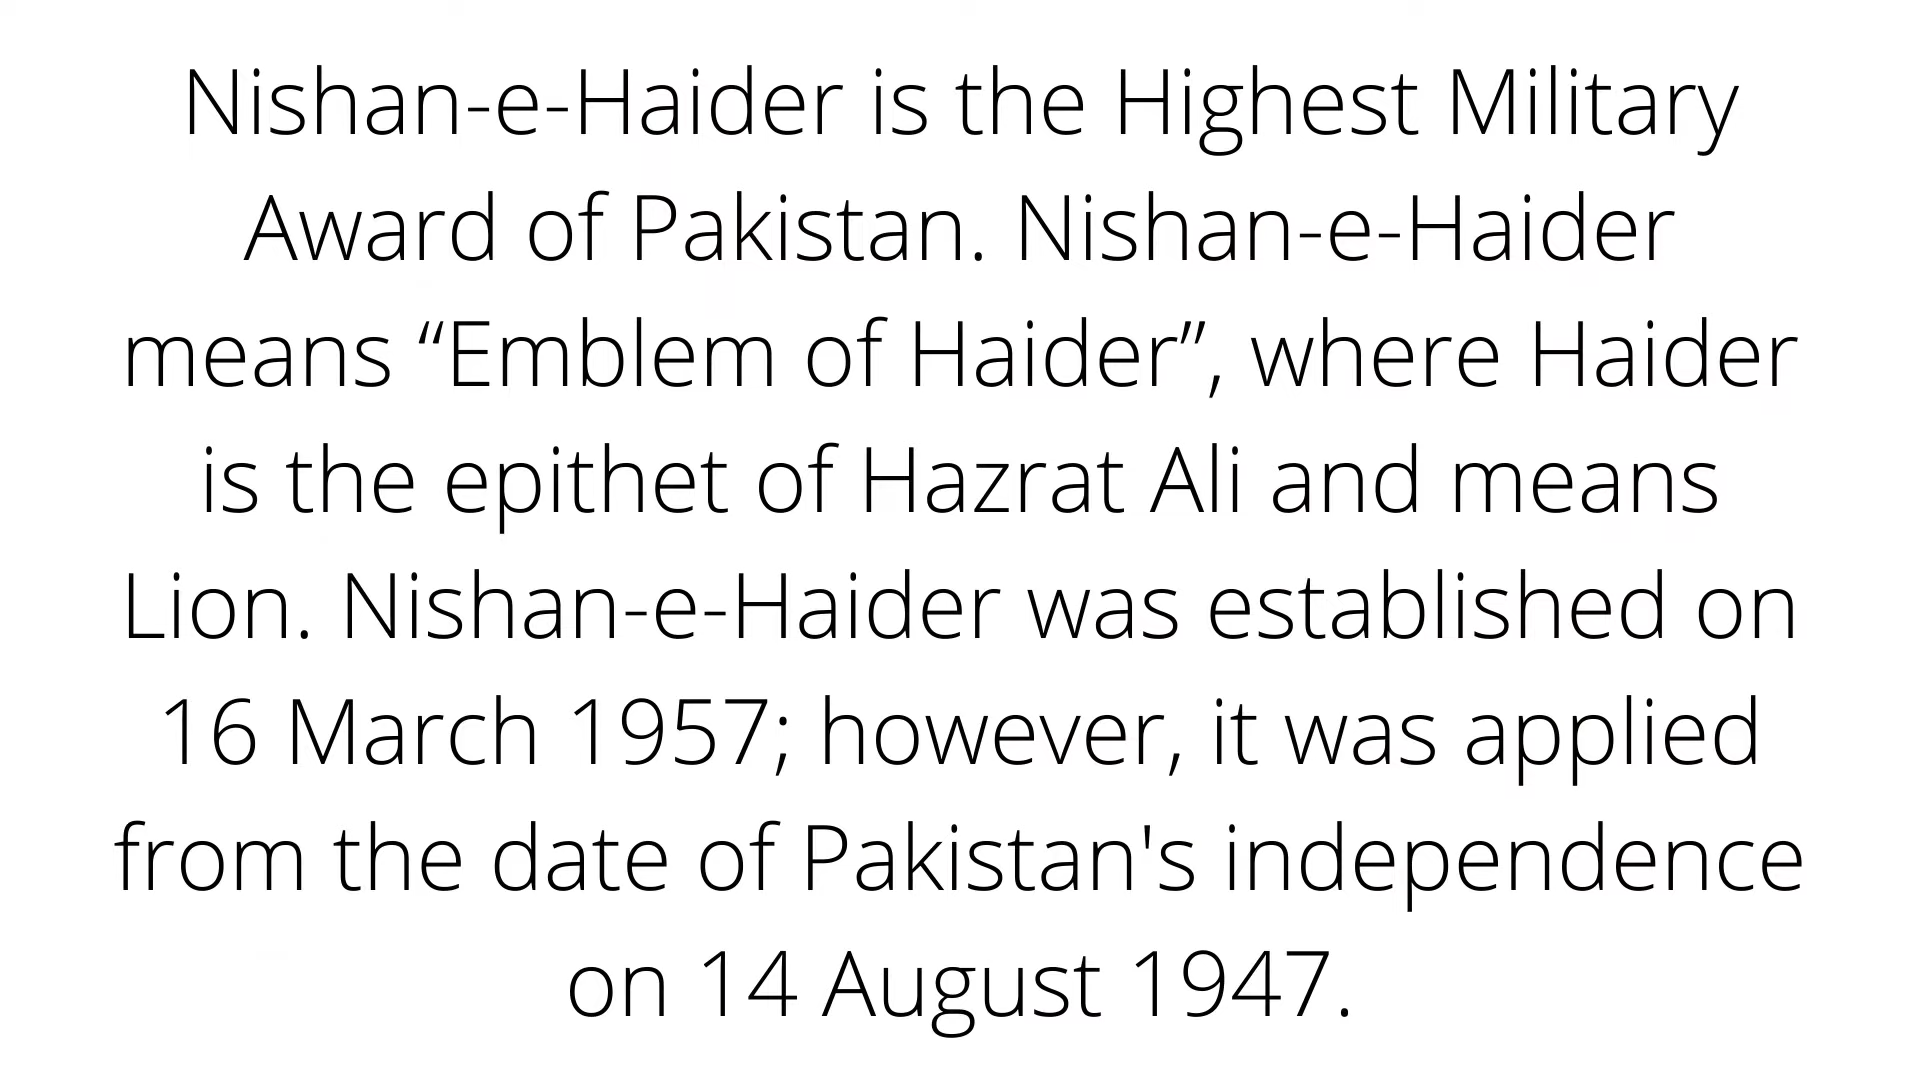 Nishan-e-Haider is the Highest Military
Award of Pakistan. Nishan-e-Haider
means “Emblem of Haider”, where Haider
is the epithet of Hazrat Ali and means
Lion. Nishan-e-Haider was established on
16 March 1957; however, it was applied
from the date of Pakistan's independence
on 14 August 1947.